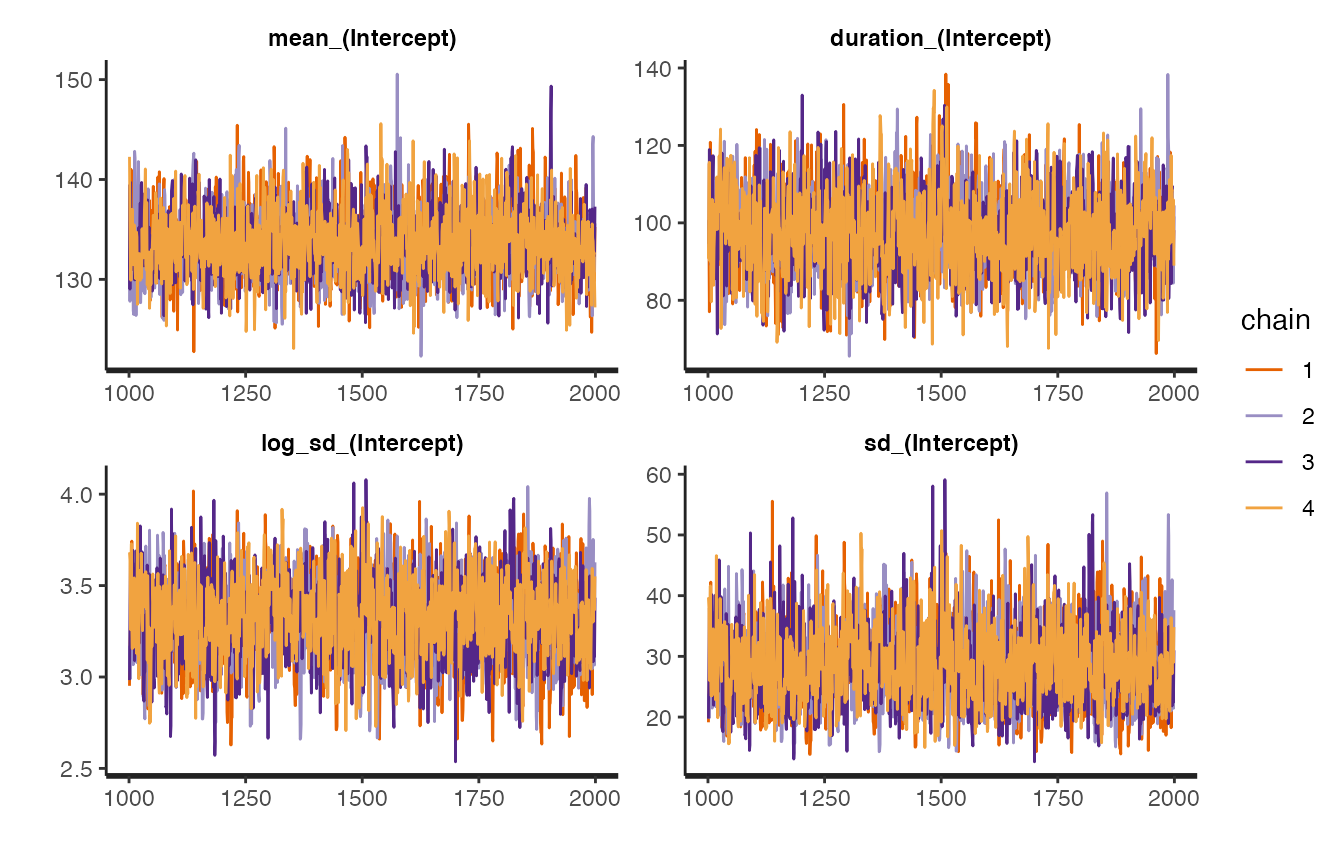 mean_(Intercept)
150
140
130
1000 1250 1500 1750 2000
duration_(Intercept)
140
120
100
80
1000 1250 1500 1750 2000
log_sd_(Intercept)
4.0
3.5
3.0
2.5
1000 1250 1500 1750 2000
sd_(Intercept)
60
50
40
30
20
1000 1250 1500 1750 2000
chain
1
2
3
4